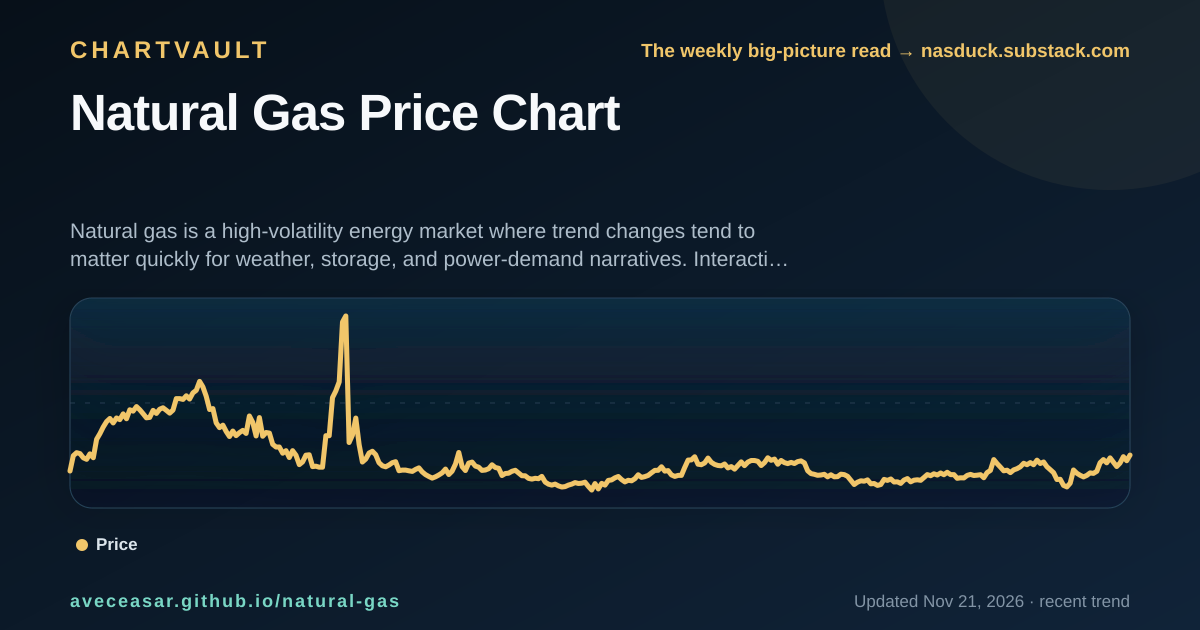 CHARTVAULT
The weekly big-picture read → nasduck.substack.com
Natural Gas Price Chart
Natural gas is a high-volatility energy market where trend changes tend to
matter quickly for weather, storage, and power-demand narratives. Interacti…
Price
aveceasar.github.io/natural-gas
Updated Nov 21, 2026 · recent trend